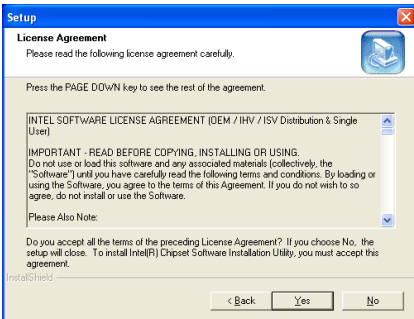 Setup
License Agreement
Please read the following license agreement carefully.
Press the PAGE DOWN key to see the rest of the agreement.
INTEL SOFTWARE LICENSE AGREEMENT (OEM / IHV / ISV Distribution & Single
User)
IMPORTANT - READ BEFORE COPYING, INSTALLING OR USING.
Do not use or load this software and any associated materials (collectively, the
"Software") until you have carefully read the following terms and conditions. By loading or
using the Software, you agree to the terms of this Agreement. If you do not wish to so
agree, do not install or use the Software.
Please Also Note:
Do you accept all the terms of the preceding License Agreement? If you choose No, the
setup will close. To install Intel(R) Chipset Software Installation Utility, you must accept this
agreement.
InstallShield
< Back Yes No